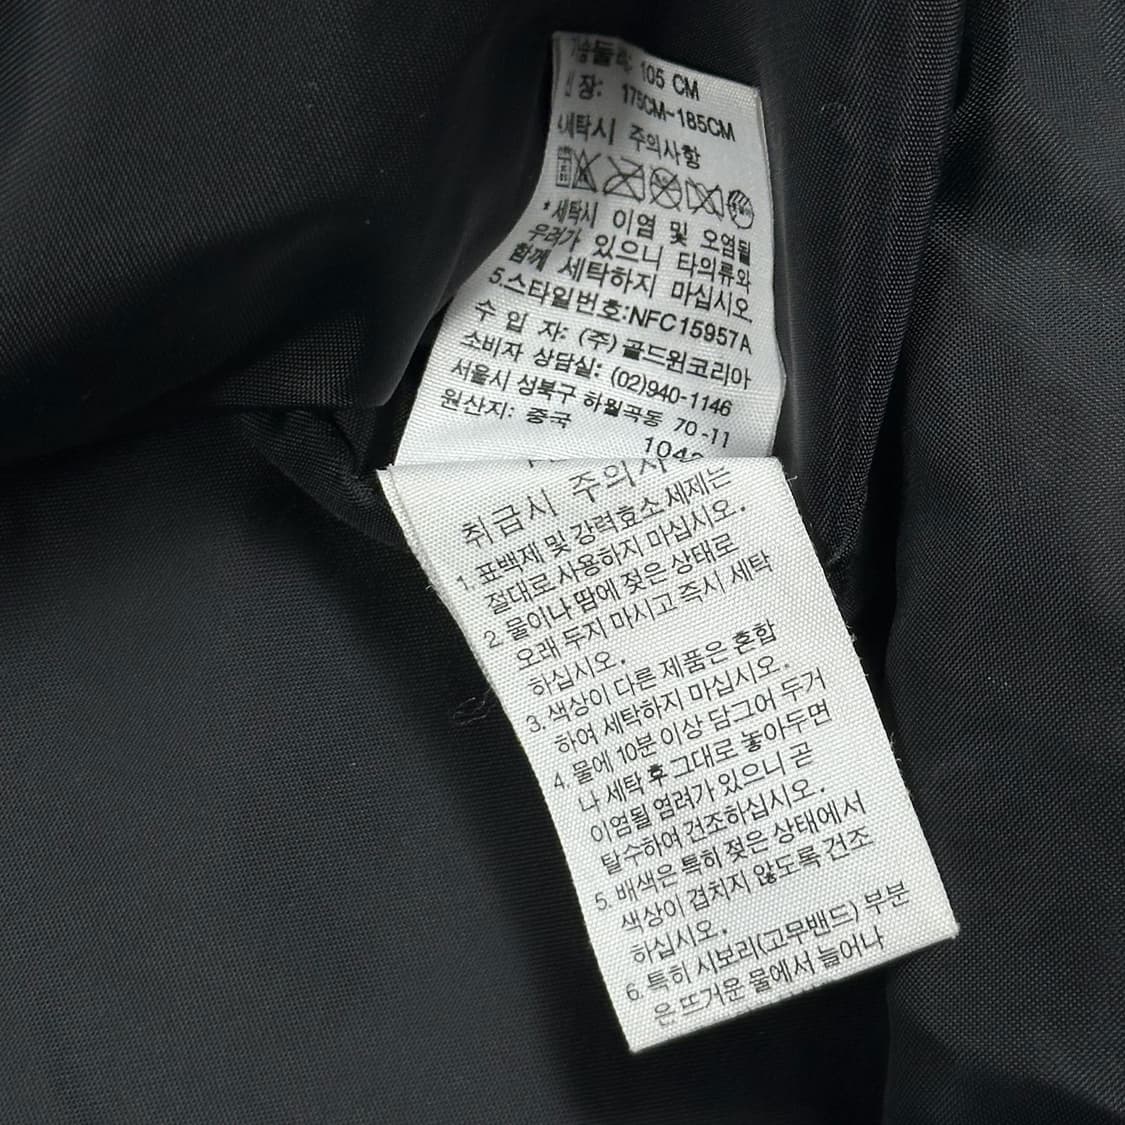 가슴둘레: 105 CM
신장: 175CM~185CM
세탁시 주의사항
*세탁시 이염 및 오염될
우려가 있으니 타의류와
함께 세탁하지 마십시오
5.스타일번호:NFC15957A
수 입 자: (주) 골드윈코리아
소비자 상담실: (02)940-1146
서울시 성북구 하월곡동 70-11
원산지: 중국
취급시 주의사
1. 표백제 및 강력효소 세제는
절대로 사용하지 마십시오.
2. 물이나 땀에 젖은 상태로
오래 두지 마시고 즉시 세탁
하십시오.
3. 색상이 다른 제품은 혼합
하여 세탁하지 마십시오.
4. 물에 10분 이상 담그어 두거
나 세탁 후 그대로 놓아두면
이염될 염려가 있으니 곧
탈수하여 건조하십시오.
5. 배색은 특히 젖은 상태에서
색상이 겹치지 않도록 건조
하십시오.
6. 특히 시보리(고무밴드) 부분
은 뜨거운 물에서 늘어나